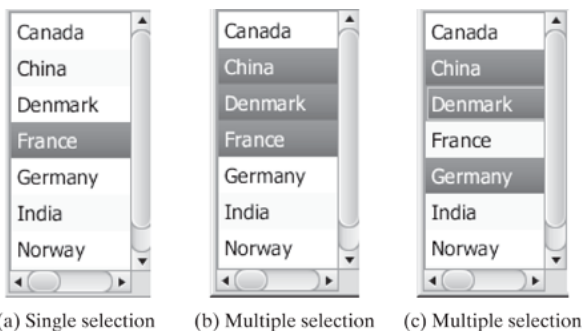 Canada
China
Denmark
France
Germany
India
Norway
Canada
China
Denmark
France
Germany
India
Norway
Canada
China
Denmark
France
Germany
India
Norway
(a) Single selection
(b) Multiple selection
(c) Multiple selection